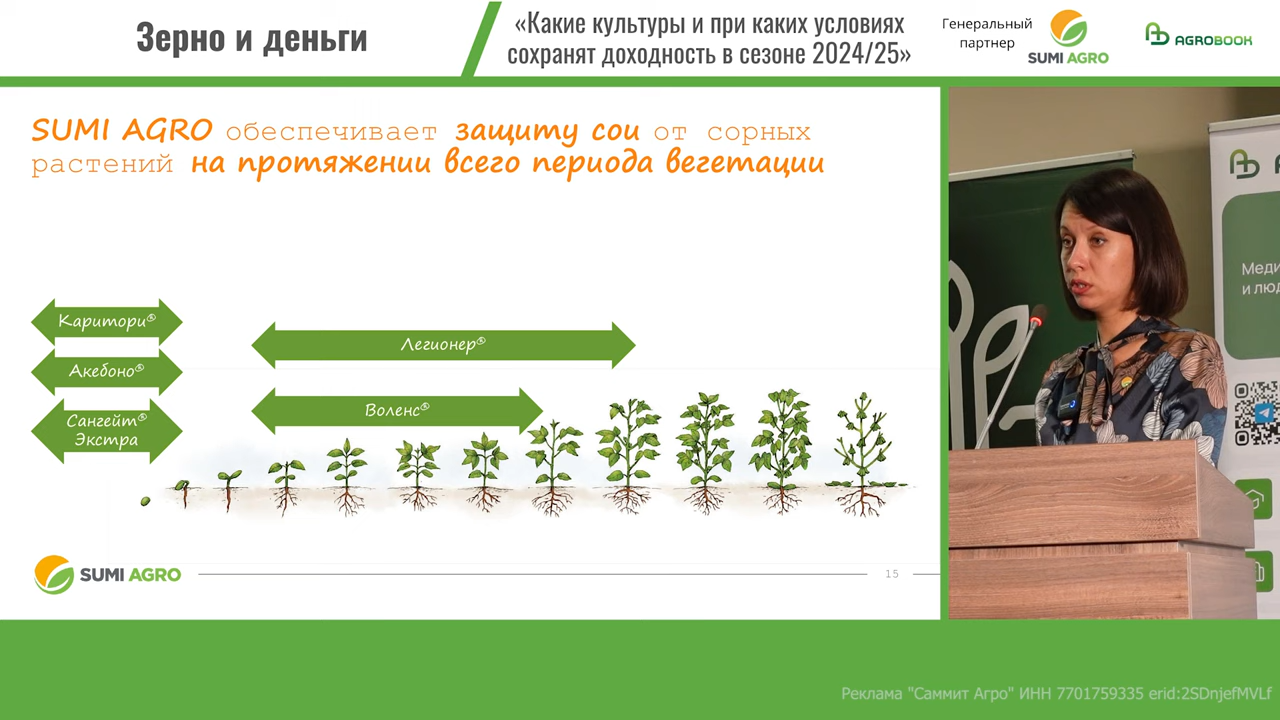 Зерно и деньги
«Какие культуры и при каких условиях
сохранят доходность в сезоне 2024/25»
Генеральный
партнер
SUMI AGRO
AGROBOOK
SUMI AGRO обеспечивает защиту сои от сорных
растений на протяжении всего периода вегетации
Каритори®
Акебоно®
Сангейт®
Экстра
Легионер®
Воленс®
SUMI AGRO
15
Меди
и люд
Реклама "Саммит Агро" ИНН 7701759335 erid:2SDnjefMVLf